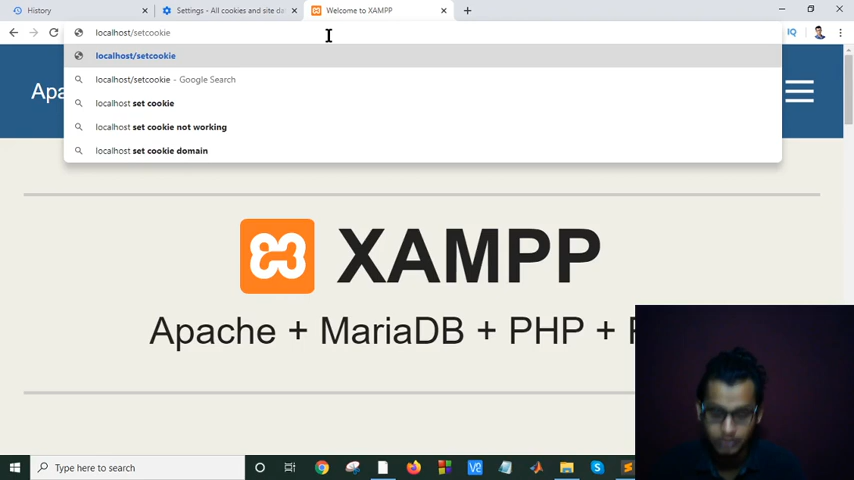 History
Settings - All cookies and site da
Welcome to XAMPP
localhost/setcookie
IQ
localhost/setcookie
localhost/setcookie - Google Search
localhost set cookie
localhost set cookie not working
localhost set cookie domain
Apa
XAMPP
Apache + MariaDB + PHP +
Type here to search